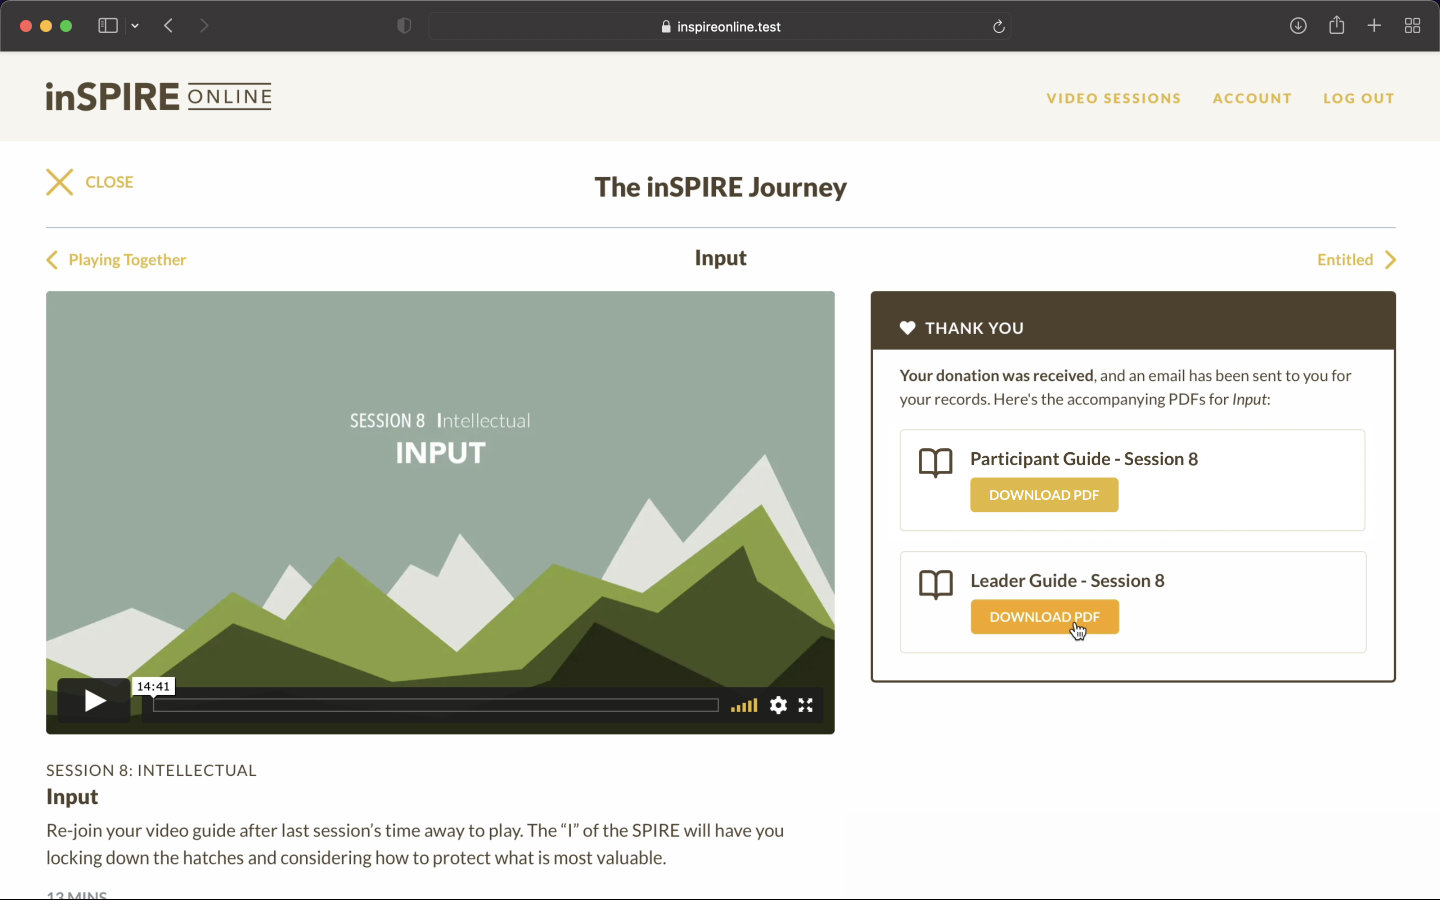 inspireonline.test
inSPIRE ONLINE
VIDEO SESSIONS
ACCOUNT
LOG OUT
CLOSE
The inSPIRE Journey
Playing Together
Input
Entitled
SESSION 8 Intellectual
INPUT
14:41
THANK YOU
Your donation was received, and an email has been sent to you for
your records. Here's the accompanying PDFs for Input:
Participant Guide - Session 8
DOWNLOAD PDF
Leader Guide - Session 8
DOWNLOAD PDF
SESSION 8: INTELLECTUAL
Input
Re-join your video guide after last session’s time away to play. The “I” of the SPIRE will have you
locking down the hatches and considering how to protect what is most valuable.
13 MINS